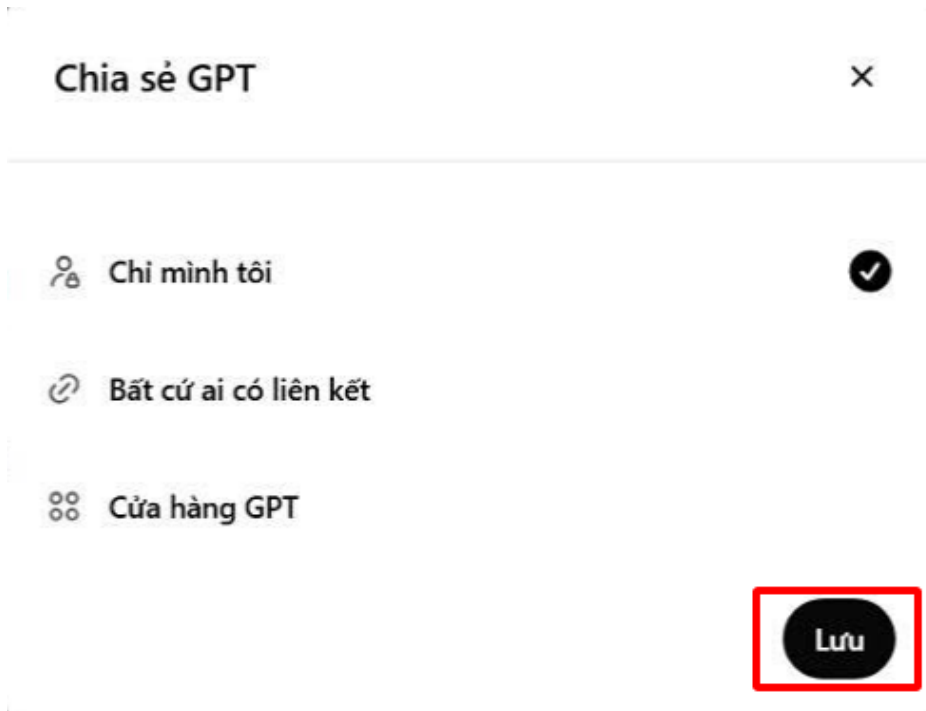 Chia sẻ GPT
Chỉ mình tôi
Bất cứ ai có liên kết
Cửa hàng GPT
Lưu